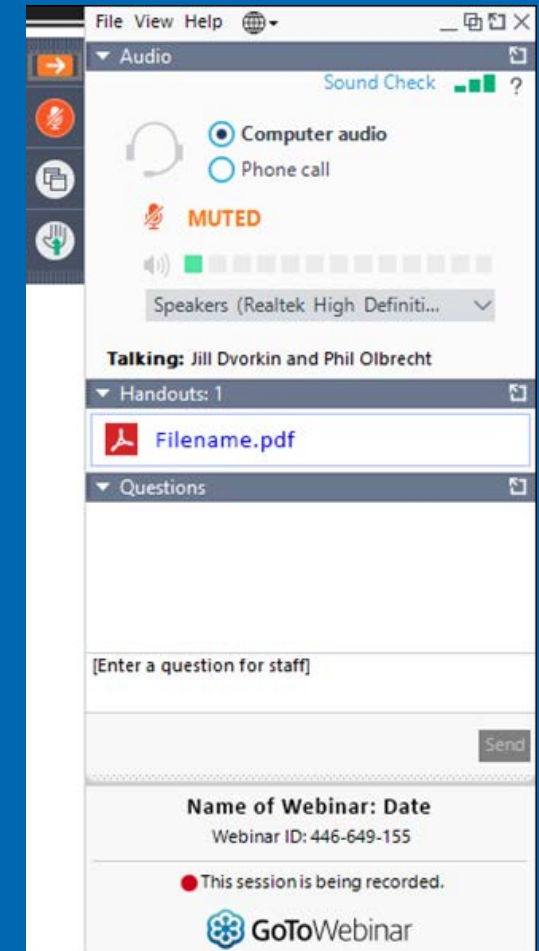 File View Help
Audio
Sound Check ?
Computer audio
Phone call
MUTED
Speakers (Realtek High Definiti...
Talking: Jill Dvorkin and Phil Olbrecht
Handouts: 1
Filename.pdf
Questions
[Enter a question for staff]
Send
Name of Webinar: Date
Webinar ID: 446-649-155
This session is being recorded.
GoToWebinar